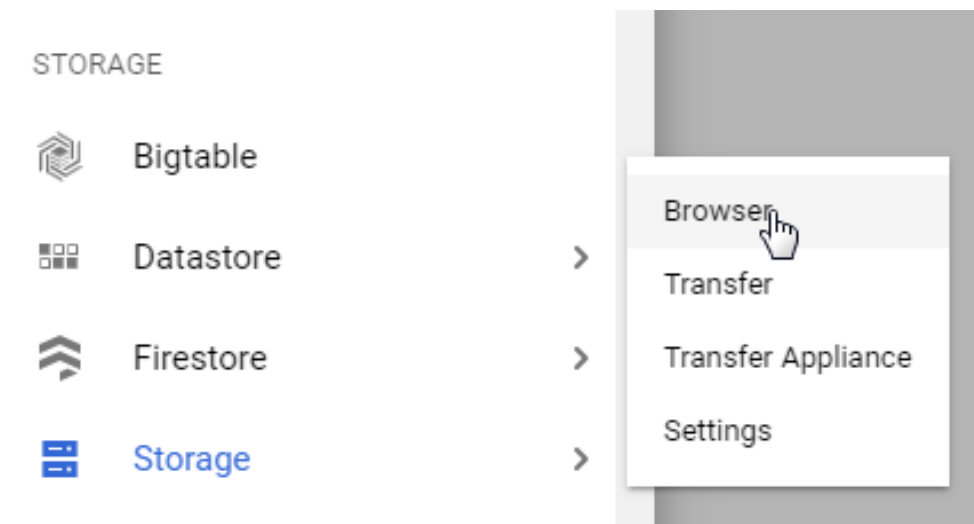 STORAGE
Bigtable
Datastore
Firestore
Storage
Browser
Transfer
Transfer Appliance
Settings